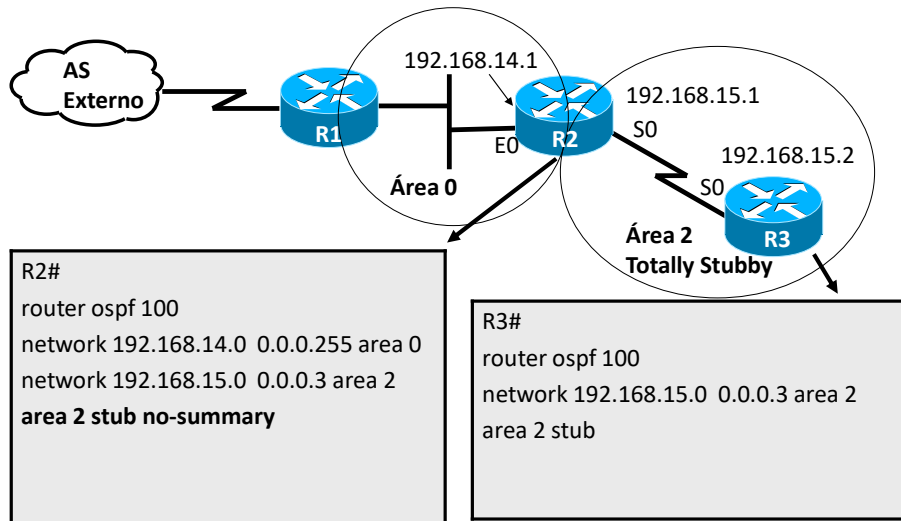 AS
Externo
R1
192.168.14.1
E0
R2
Área 0
192.168.15.1
S0
192.168.15.2
S0
R3
Área 2
Totally Stubby
R2#
router ospf 100
network 192.168.14.0 0.0.0.255 area 0
network 192.168.15.0 0.0.0.3 area 2
area 2 stub no-summary
R3#
router ospf 100
network 192.168.15.0 0.0.0.3 area 2
area 2 stub